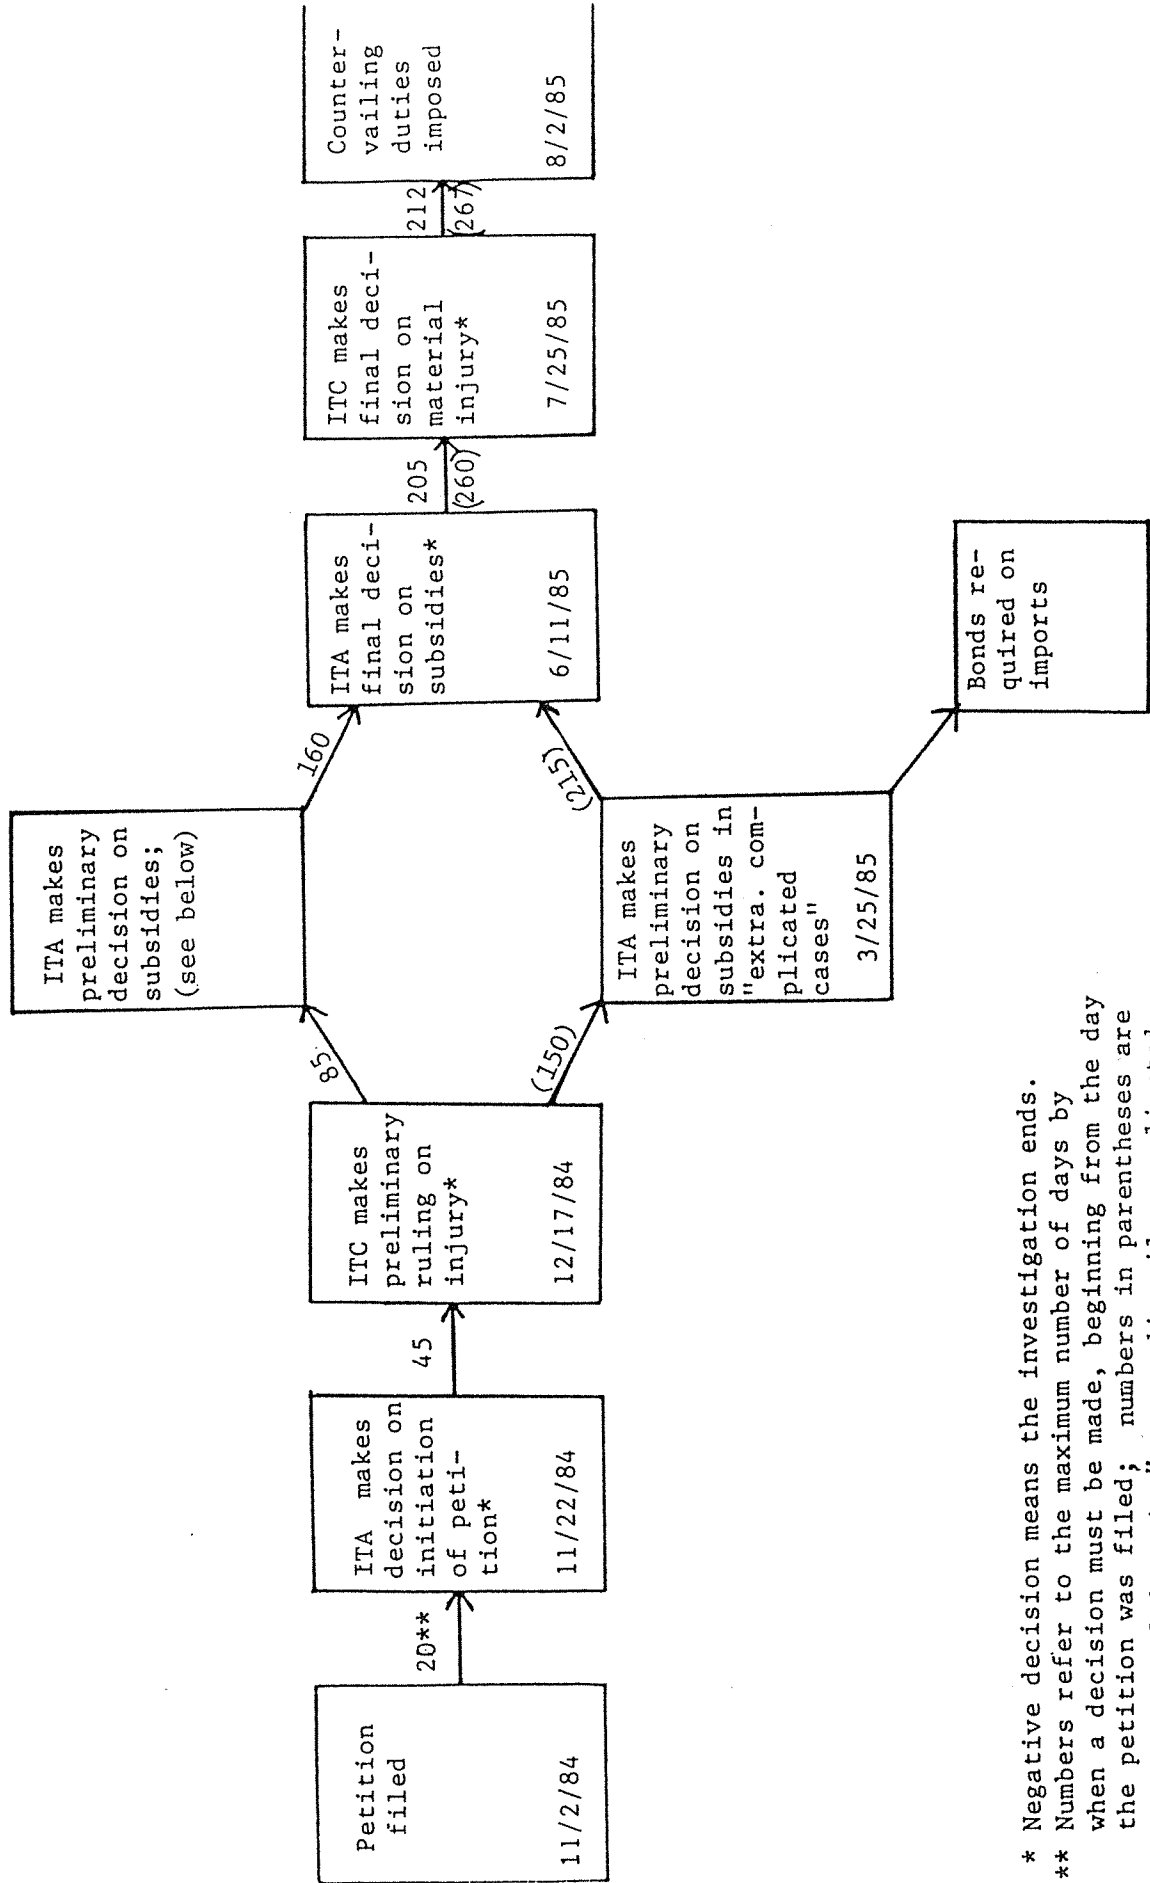 Petition
filed
11/2/84
20**
ITA makes
decision on
initiation
of peti-
tion*
11/22/84
45
ITC makes
preliminary
ruling on
injury*
12/17/84
85
(150)
ITA makes
preliminary
decision on
subsidies;
(see below)
ITA makes
preliminary
decision on
subsidies in
"extra. com-
plicated
cases"
3/25/85
160
(215)
Bonds re-
quired on
imports
ITA makes
final deci-
sion on
subsidies*
6/11/85
205
(260)
ITC makes
final deci-
sion on
material
injury*
7/25/85
212
(267)
Counter-
vailing
duties
imposed
8/2/85
* Negative decision means the investigation ends.
** Numbers refer to the maximum number of days by
when a decision must be made, beginning from the day
the petition was filed; numbers in parentheses are